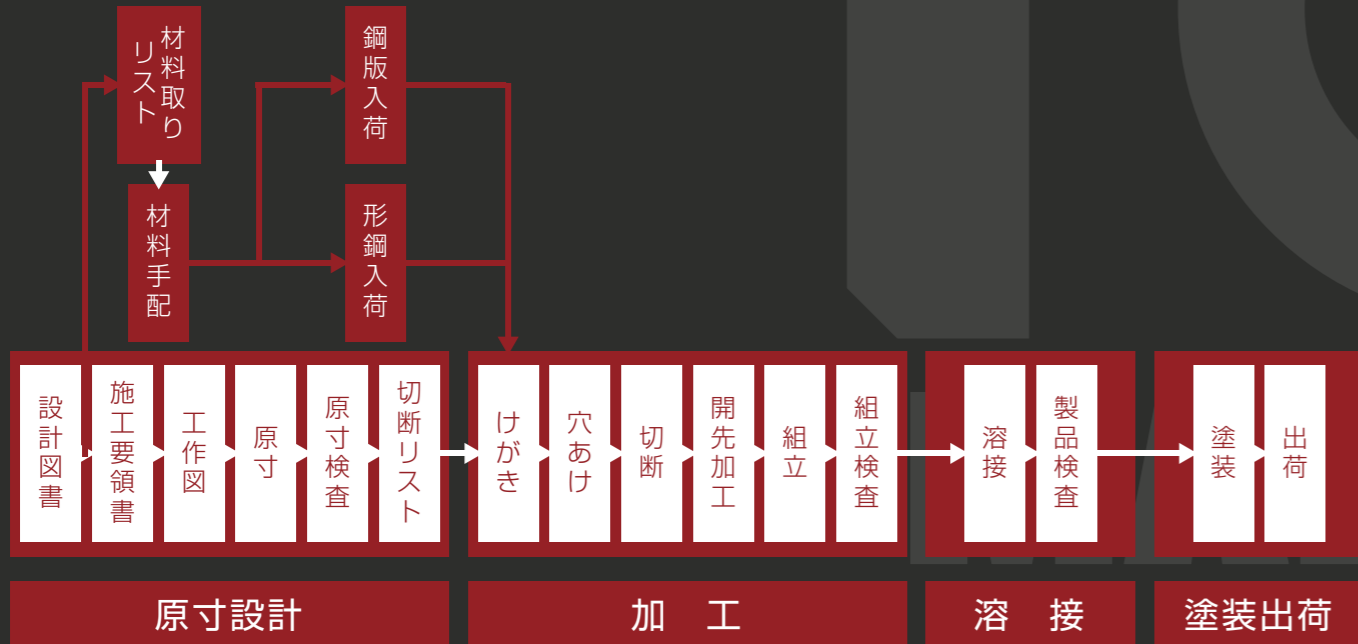 材料取り
リスト
材料手配
鋼版入荷
形鋼入荷
設計図書
施工要領書
工作図
原寸
原寸検査
切断リスト
けがき
穴あけ
切断
開先加工
組立
組立検査
溶接
製品検査
塗装
出荷
原寸設計
加　工
溶　接
塗装出荷